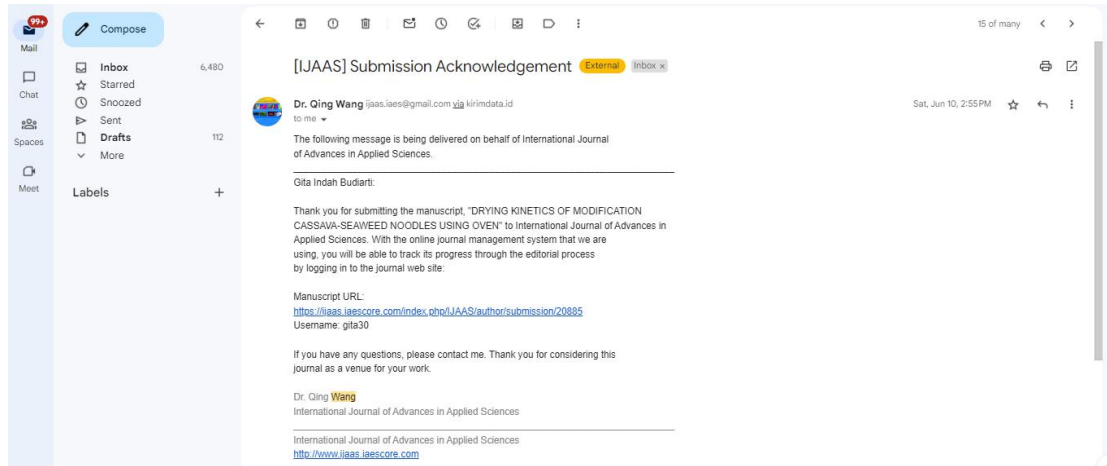 99+
Mail
Chat
Spaces
Meet
Compose
Inbox 6,480
Starred
Snoozed
Sent
Drafts 112
More
Labels +
15 of many
[IJAAS] Submission Acknowledgement External Inbox x
Dr. Qing Wang ijaas.iaes@gmail.com via kirimdata.id Sat, Jun 10, 2:55 PM
to me
The following message is being delivered on behalf of International Journal
of Advances in Applied Sciences.
Gita Indah Budiarti:
Thank you for submitting the manuscript, "DRYING KINETICS OF MODIFICATION
CASSAVA-SEAWEED NOODLES USING OVEN" to International Journal of Advances in
Applied Sciences. With the online journal management system that we are
using, you will be able to track its progress through the editorial process
by logging in to the journal web site:
Manuscript URL:
https://ijaas.iaescore.com/index.php/IJAAS/author/submission/20885
Username: gita30
If you have any questions, please contact me. Thank you for considering this
journal as a venue for your work.
Dr. Qing Wang
International Journal of Advances in Applied Sciences
International Journal of Advances in Applied Sciences
http://www.ijaas.iaescore.com